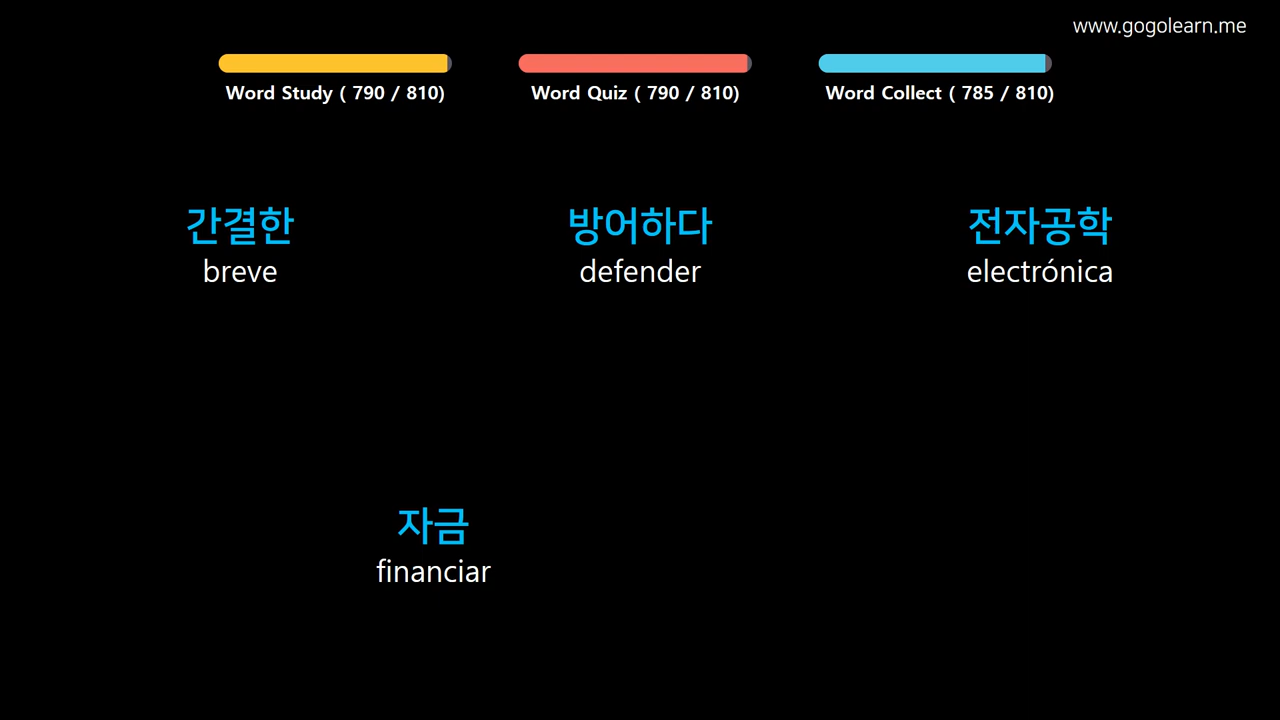 www.gogolearn.me
Word Study ( 790 / 810)
Word Quiz ( 790 / 810)
Word Collect ( 785 / 810)
간결한
breve
방어하다
defender
전자공학
electrónica
자금
financiar